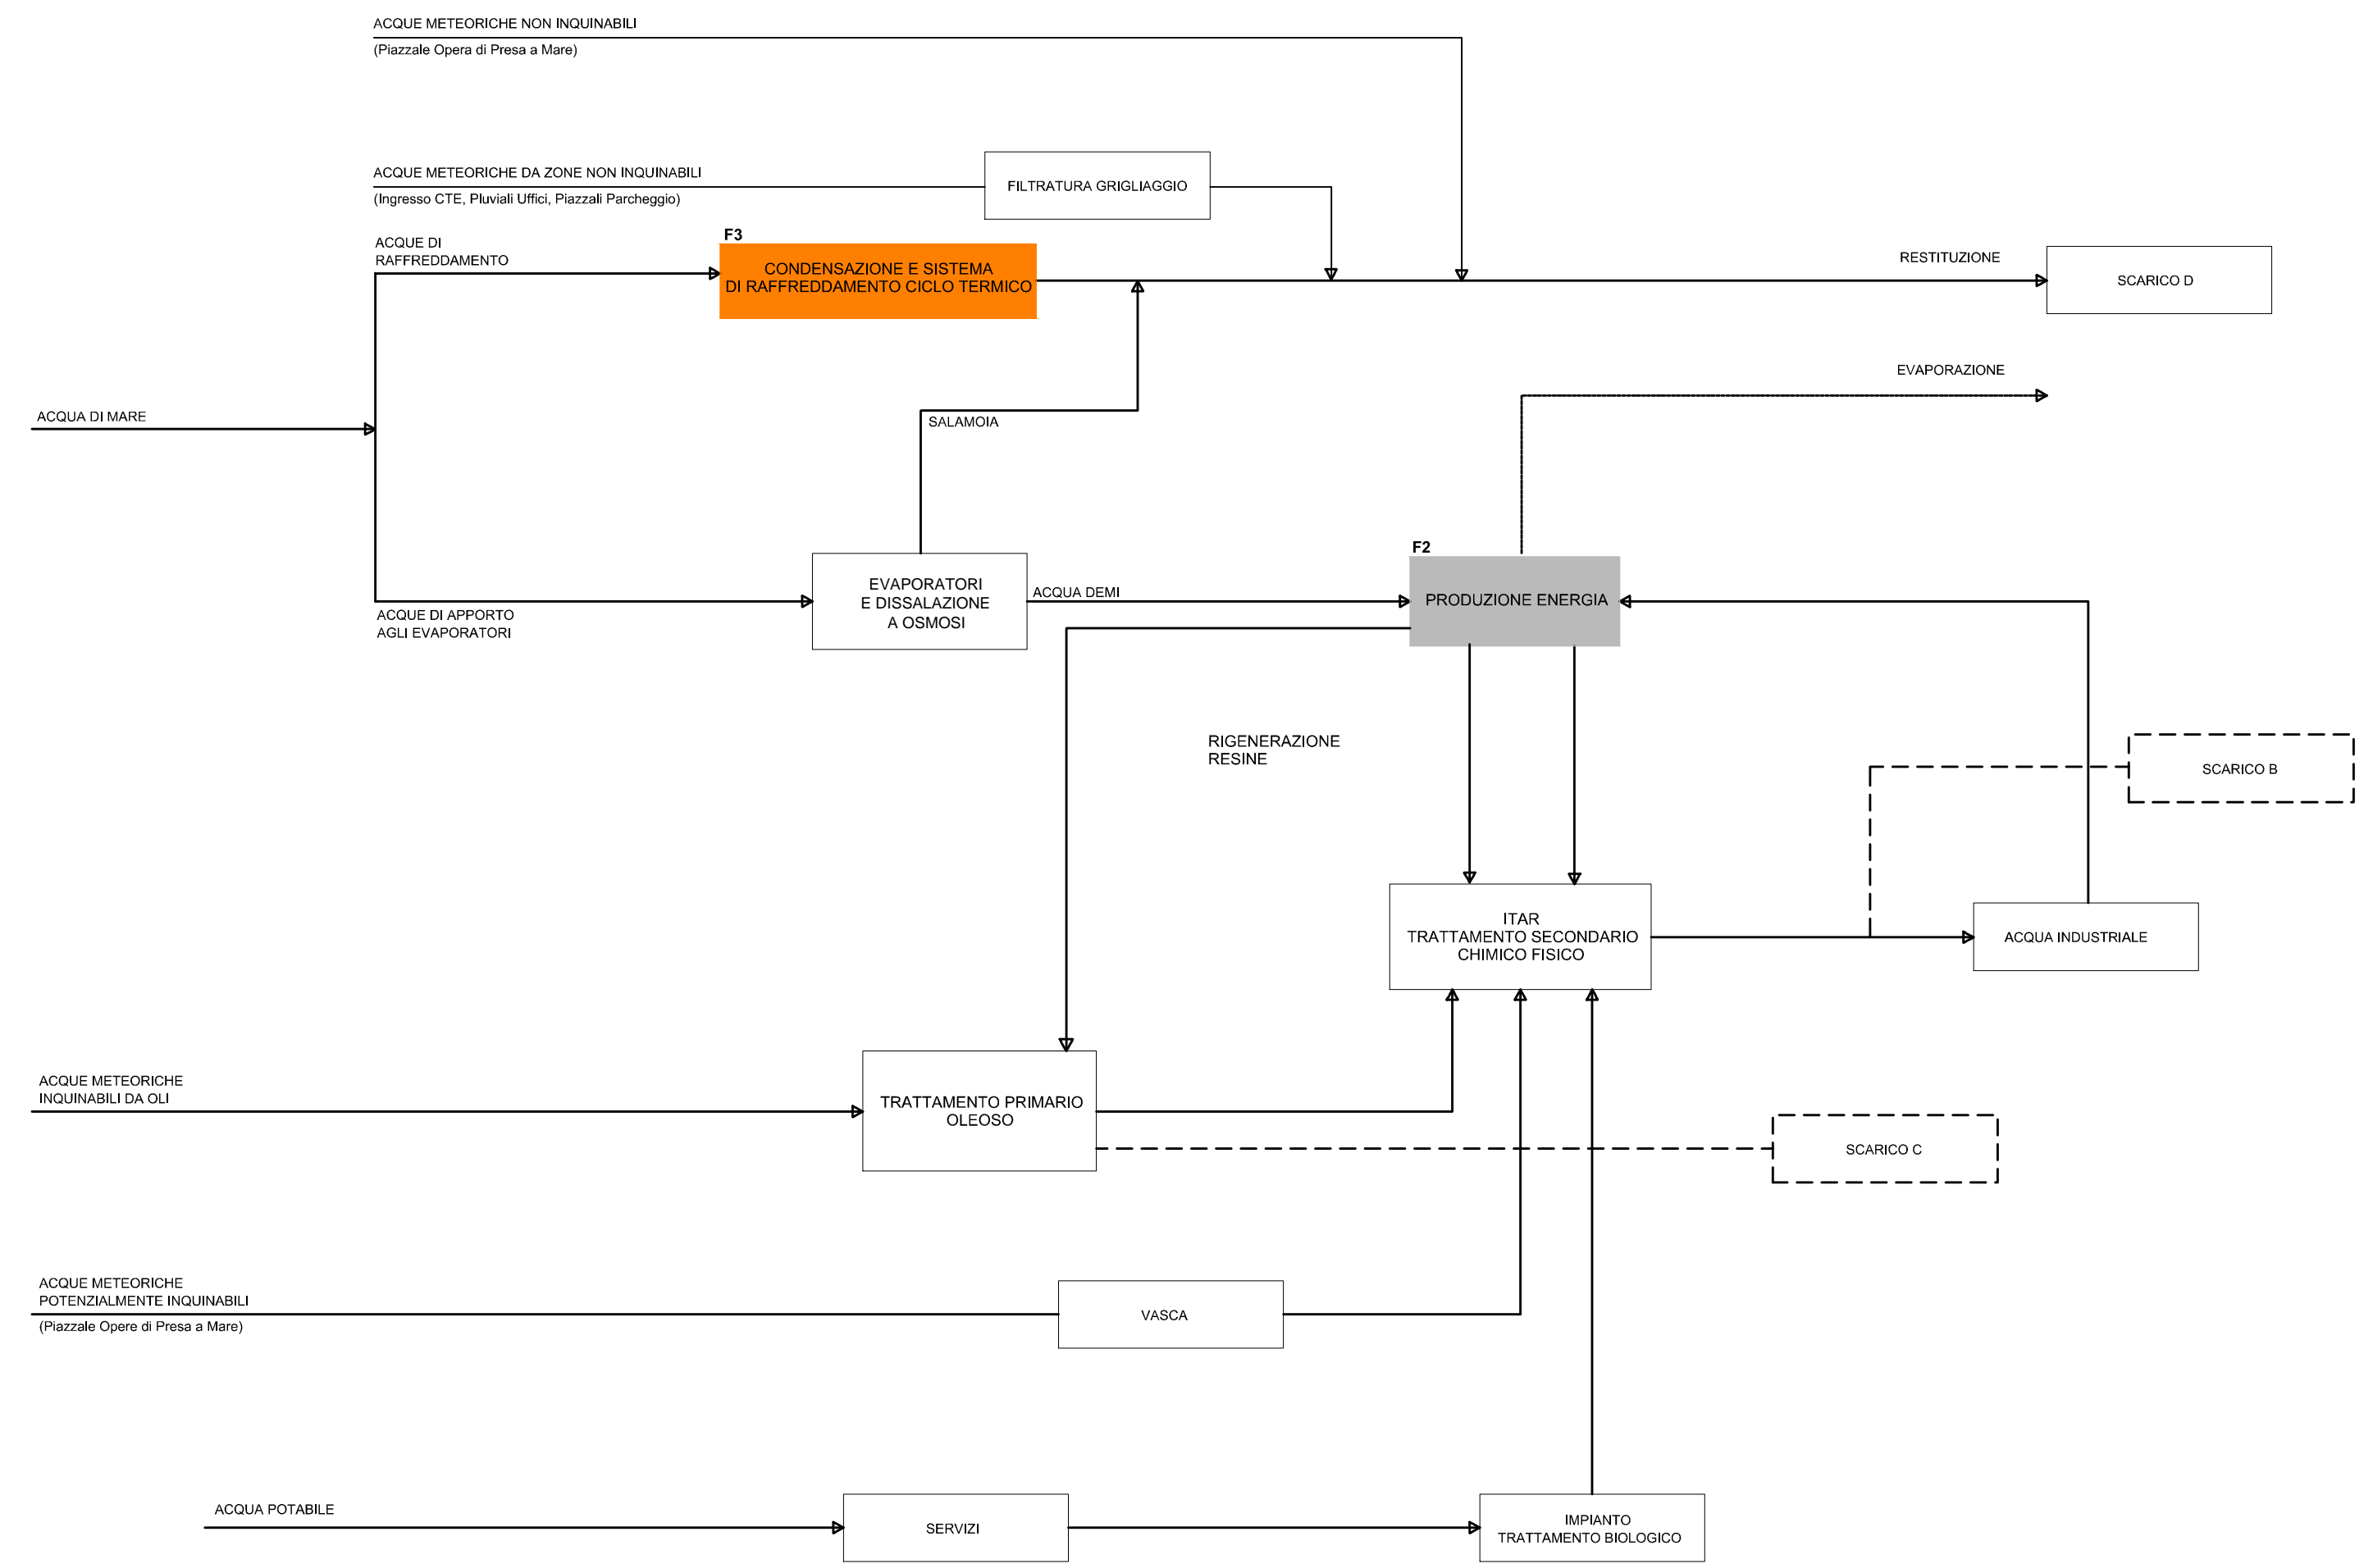 ACQUE METEORICHE NON INQUINABILI
(Piazzale Opera di Presa a Mare)
ACQUE METEORICHE DA ZONE NON INQUINABILI
(Ingresso CTE, Pluviali Uffici, Piazzali Parcheggio)
FILTRATURA GRIGLIAGGIO
ACQUE DI
RAFFREDDAMENTO
F3
CONDENSAZIONE E SISTEMA
DI RAFFREDDAMENTO CICLO TERMICO
RESTITUZIONE
SCARICO D
EVAPORAZIONE
ACQUA DI MARE
SALAMOIA
F2
EVAPORATORI
E DISSALAZIONE
A OSMOSI
ACQUA DEMI
PRODUZIONE ENERGIA
ACQUE DI APPORTO
AGLI EVAPORATORI
RIGENERAZIONE
RESINE
SCARICO B
ITAR
TRATTAMENTO SECONDARIO
CHIMICO FISICO
ACQUA INDUSTRIALE
ACQUE METEORICHE
INQUINABILI DA OLI
TRATTAMENTO PRIMARIO
OLEOSO
SCARICO C
ACQUE METEORICHE
POTENZIALMENTE INQUINABILI
(Piazzale Opere di Presa a Mare)
VASCA
ACQUA POTABILE
SERVIZI
IMPIANTO
TRATTAMENTO BIOLOGICO